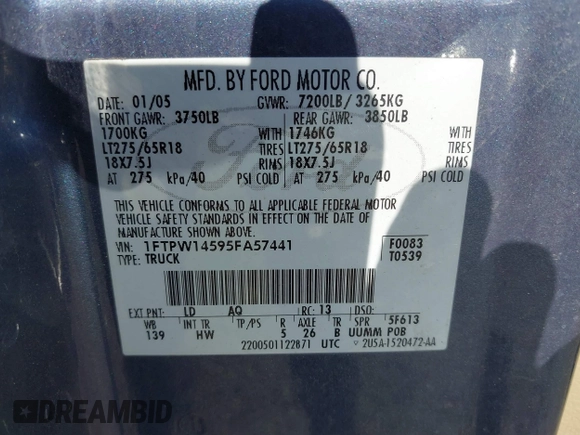 MFD. BY FORD MOTOR CO.
DATE: 01/05 GVWR: 7200LB/ 3265KG
FRONT GAWR: 3750LB REAR GAWR: 3850LB
1700KG WITH 1746KG WITH
LT275/65R18 TIRES LT275/65R18 TIRES
18X7.5J RIMS 18X7.5J RIMS
AT 275 kPa/40 PSI COLD AT 275 kPa/40 PSI COLD
Ford
THIS VEHICLE CONFORMS TO ALL APPLICABLE FEDERAL MOTOR
VEHICLE SAFETY STANDARDS IN EFFECT ON THE DATE OF
MANUFACTURE SHOWN ABOVE.
VIN: 1FTPW14595FA57441 F0083
TYPE: TRUCK T0539
EXT PNT: LD AQ RC: 13 DSO:
WB INT TR TP/PS R AXLE TR SPR 5F613
139 HW 5 26 B UUMM POB
2200501122871 UTC 2U5A-1520472-AA
DREAMBID